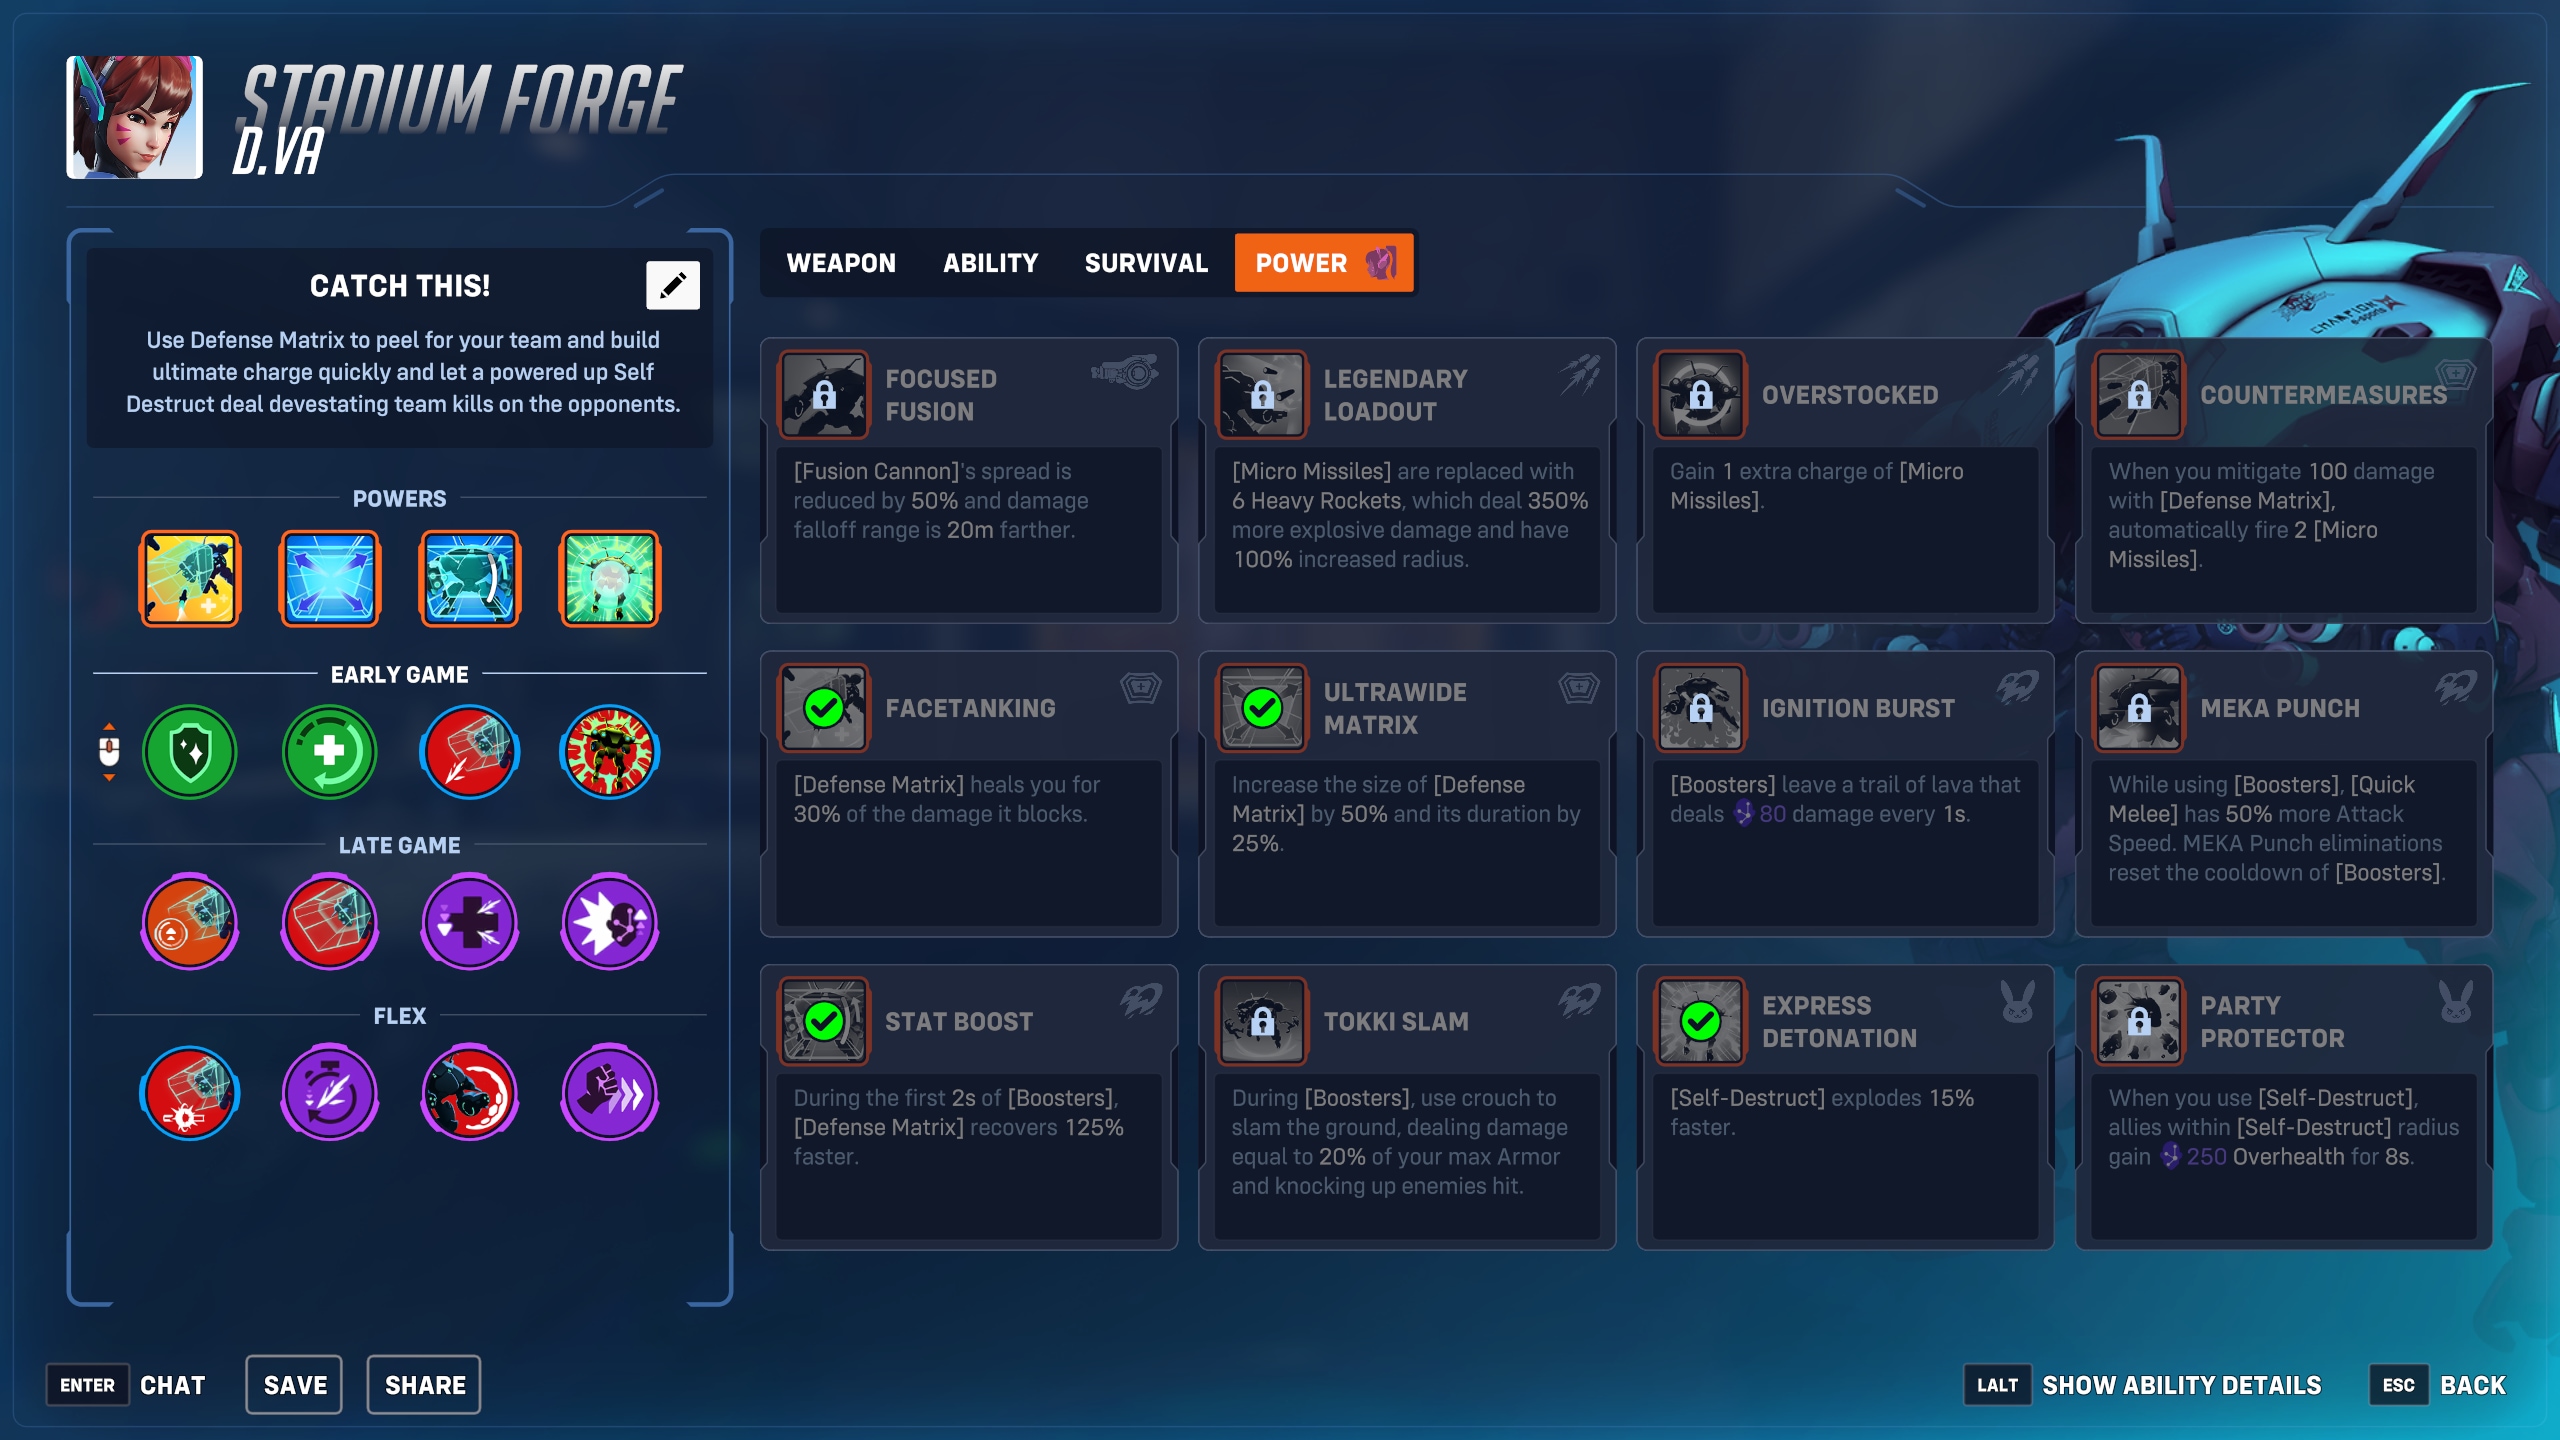 STADIUM FORGE
D.VA
CATCH THIS!
Use Defense Matrix to peel for your team and build
ultimate charge quickly and let a powered up Self
Destruct deal devestating team kills on the opponents.
POWERS
EARLY GAME
LATE GAME
FLEX
WEAPON
ABILITY
SURVIVAL
POWER
CHAMPION
FOCUSED
FUSION
[Fusion Cannon]'s spread is
reduced by 50% and damage
falloff range is 20m farther.
LEGENDARY
LOADOUT
[Micro Missiles] are replaced with
6 Heavy Rockets, which deal 350%
more explosive damage and have
100% increased radius.
OVERSTOCKED
Gain 1 extra charge of [Micro
Missiles].
COUNTERMEASURES
When you mitigate 100 damage
with [Defense Matrix],
automatically fire 2 [Micro
Missiles].
FACETANKING
[Defense Matrix] heals you for
30% of the damage it blocks.
ULTRAWIDE
MATRIX
Increase the size of [Defense
Matrix] by 50% and its duration by
25%.
IGNITION BURST
[Boosters] leave a trail of lava that
deals 80 damage every 1s.
MEKA PUNCH
While using [Boosters], [Quick
Melee] has 50% more Attack
Speed. MEKA Punch eliminations
reset the cooldown of [Boosters].
STAT BOOST
During the first 2s of [Boosters],
[Defense Matrix] recovers 125%
faster.
TOKKI SLAM
During [Boosters], use crouch to
slam the ground, dealing damage
equal to 20% of your max Armor
and knocking up enemies hit.
EXPRESS
DETONATION
[Self-Destruct] explodes 15%
faster.
PARTY
PROTECTOR
When you use [Self-Destruct],
allies within [Self-Destruct] radius
gain 250 Overhealth for 8s.
ENTER CHAT
SAVE
SHARE
LALT SHOW ABILITY DETAILS
ESC BACK